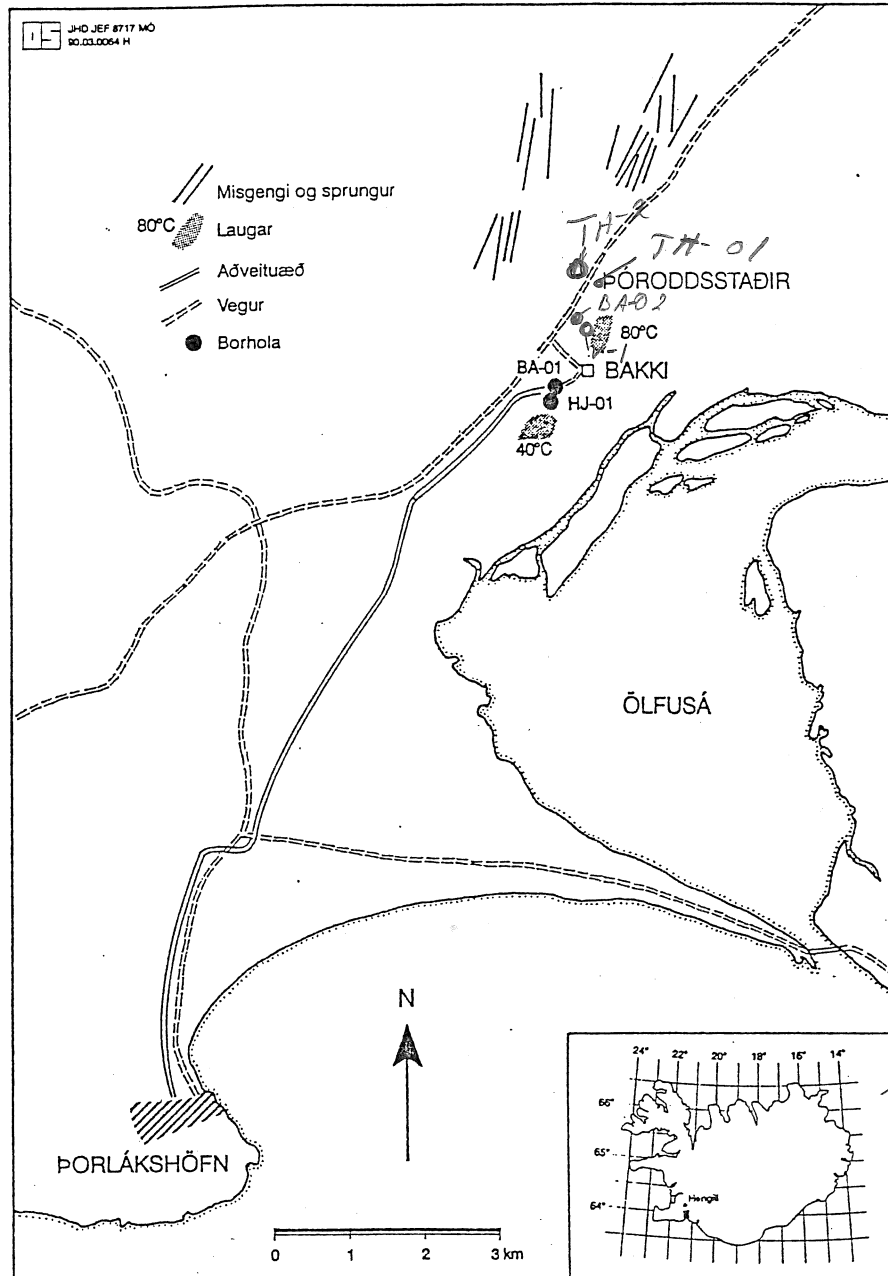 JHD JEF 8717 MÓ
90.03.0064 H
Misgengi og sprungur
80°C
Laugar
Aðveituæð
Vegur
Borhola
TH-2
TH-01
ÞÓRODDSSTAÐIR
BA-02
80°C
BA-01
BAKKI
HJ-01
40°C
ÖLFUSÁ
N
ÞORLÁKSHÖFN
0 1 2 3 km
24° 22° 20° 18° 16° 14°
66°
65°
64°
Hengill